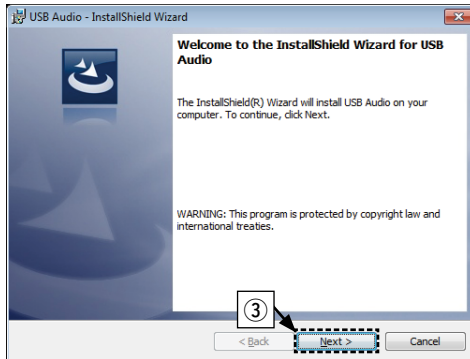 USB Audio - InstallShield Wizard
Welcome to the InstallShield Wizard for USB
Audio
The InstallShield(R) Wizard will install USB Audio on your
computer. To continue, click Next.
WARNING: This program is protected by copyright law and
international treaties.
③
< Back Next > Cancel